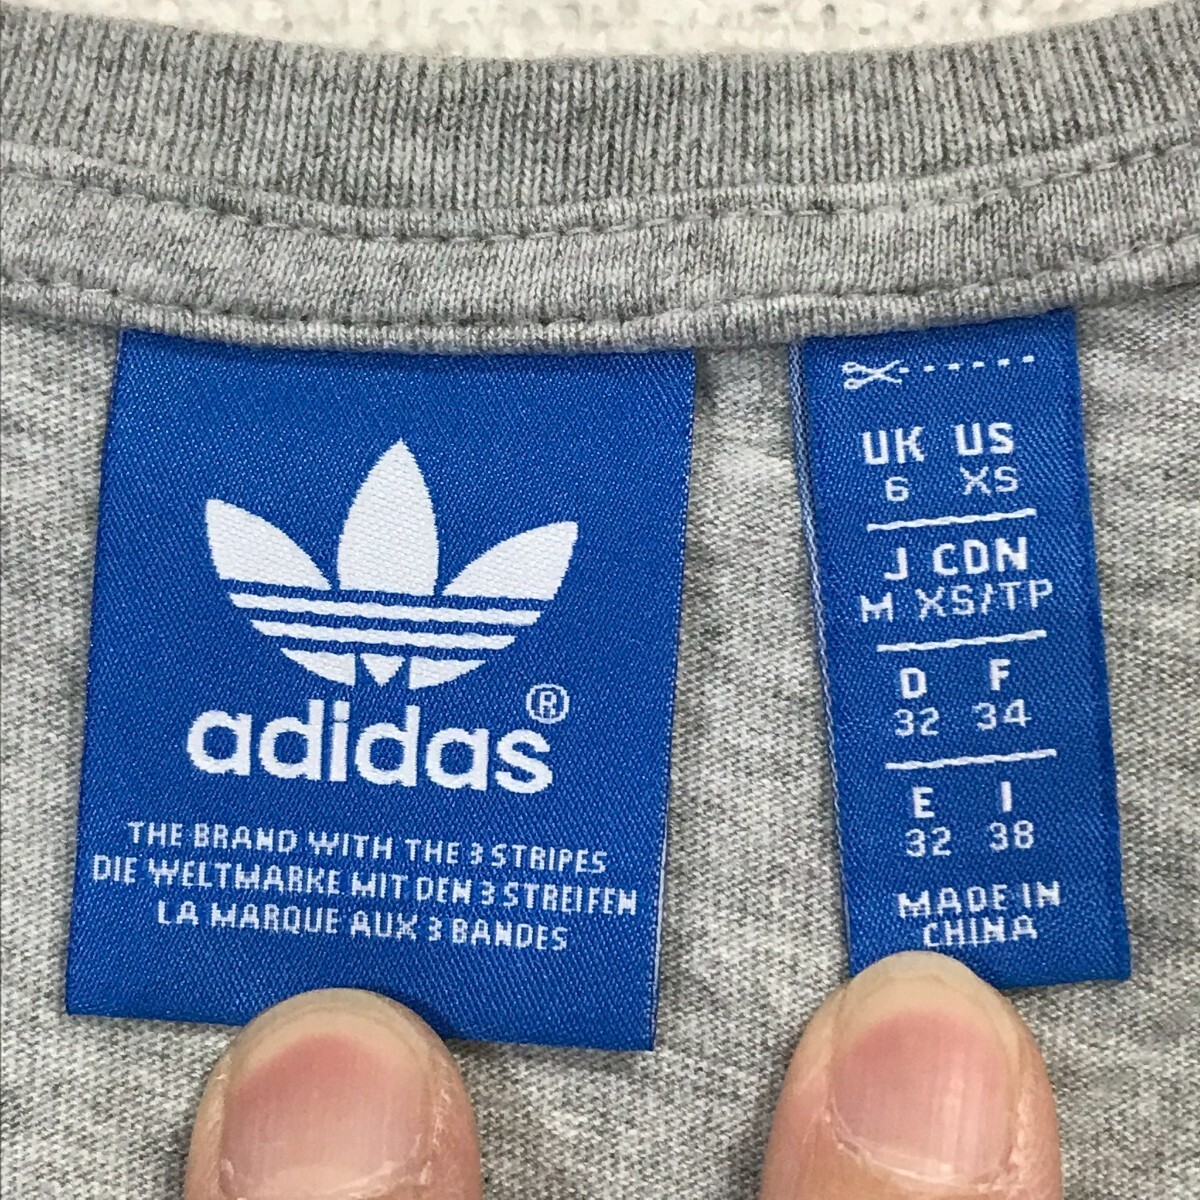 adidas ®
THE BRAND WITH THE 3 STRIPES
DIE WELTMARKE MIT DEN 3 STREIFEN
LA MARQUE AUX 3 BANDES
UK US
6 XS
J CDN
M XS/TP
D F
32 34
E I
32 38
MADE IN
CHINA